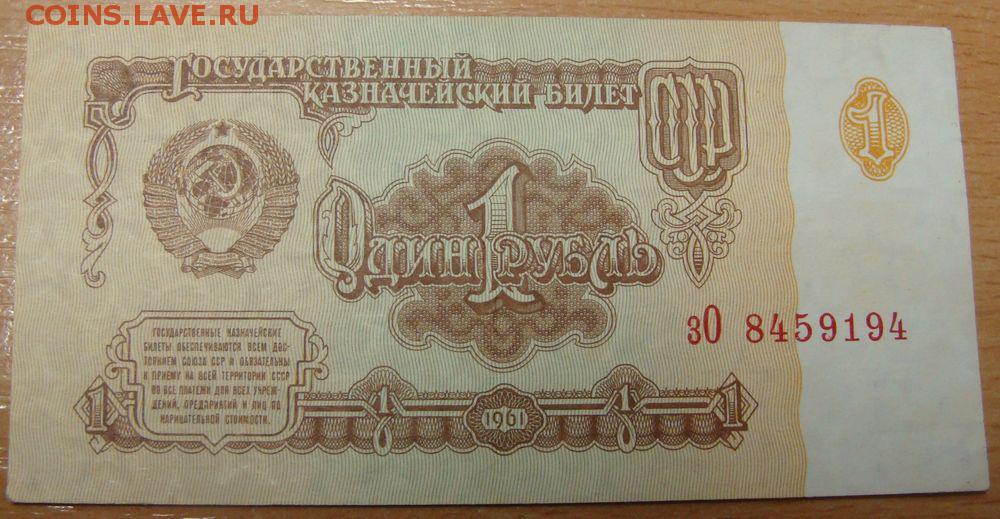 COINS.LAVE.RU
ГОСУДАРСТВЕННЫЙ
КАЗНАЧЕЙСКИЙ БИЛЕТ
СССР
1
1
ОДИН РУБЛЬ
зО 8459194
ГОСУДАРСТВЕННЫЕ КАЗНАЧЕЙСКИЕ
БИЛЕТЫ ОБЕСПЕЧИВАЮТСЯ ВСЕМ ДОС-
ТОЯНИЕМ СОЮЗА ССР И ОБЯЗАТЕЛЬНЫ
К ПРИЕМУ НА ВСЕЙ ТЕРРИТОРИИ СССР
ВО ВСЕ ПЛАТЕЖИ ДЛЯ ВСЕХ УЧРЕЖ-
ДЕНИЙ, ПРЕДПРИЯТИЙ И ЛИЦ ПО
НАРИЦАТЕЛЬНОЙ СТОИМОСТИ.
1 1 1961 1 1